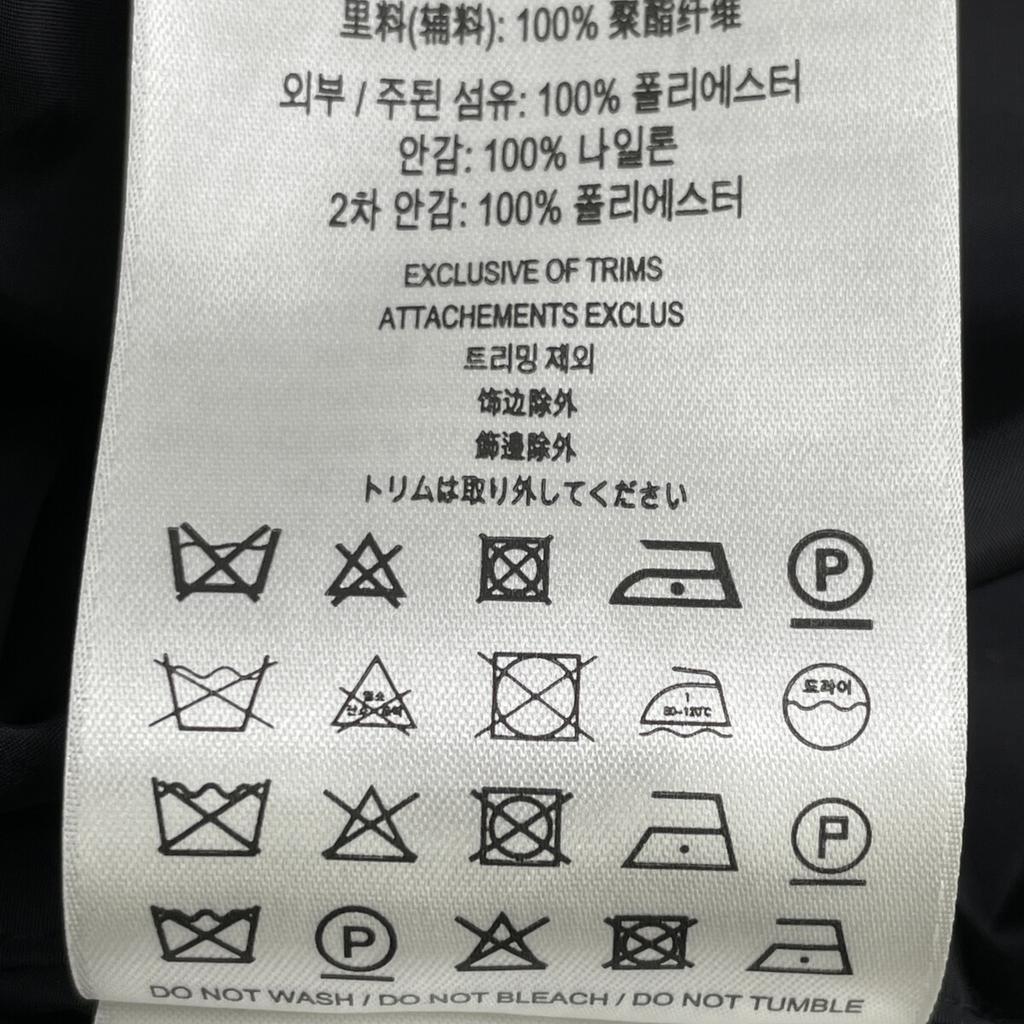 里料(辅料): 100% 聚酯纤维
외부 / 주된 섬유: 100% 폴리에스터
안감: 100% 나일론
2차 안감: 100% 폴리에스터
EXCLUSIVE OF TRIMS
ATTACHEMENTS EXCLUS
트리밍 제외
饰边除外
飾邊除外
トリムは取り外してください
P
1
80~120℃
드라이
P
P
DO NOT WASH / DO NOT BLEACH / DO NOT TUMBLE